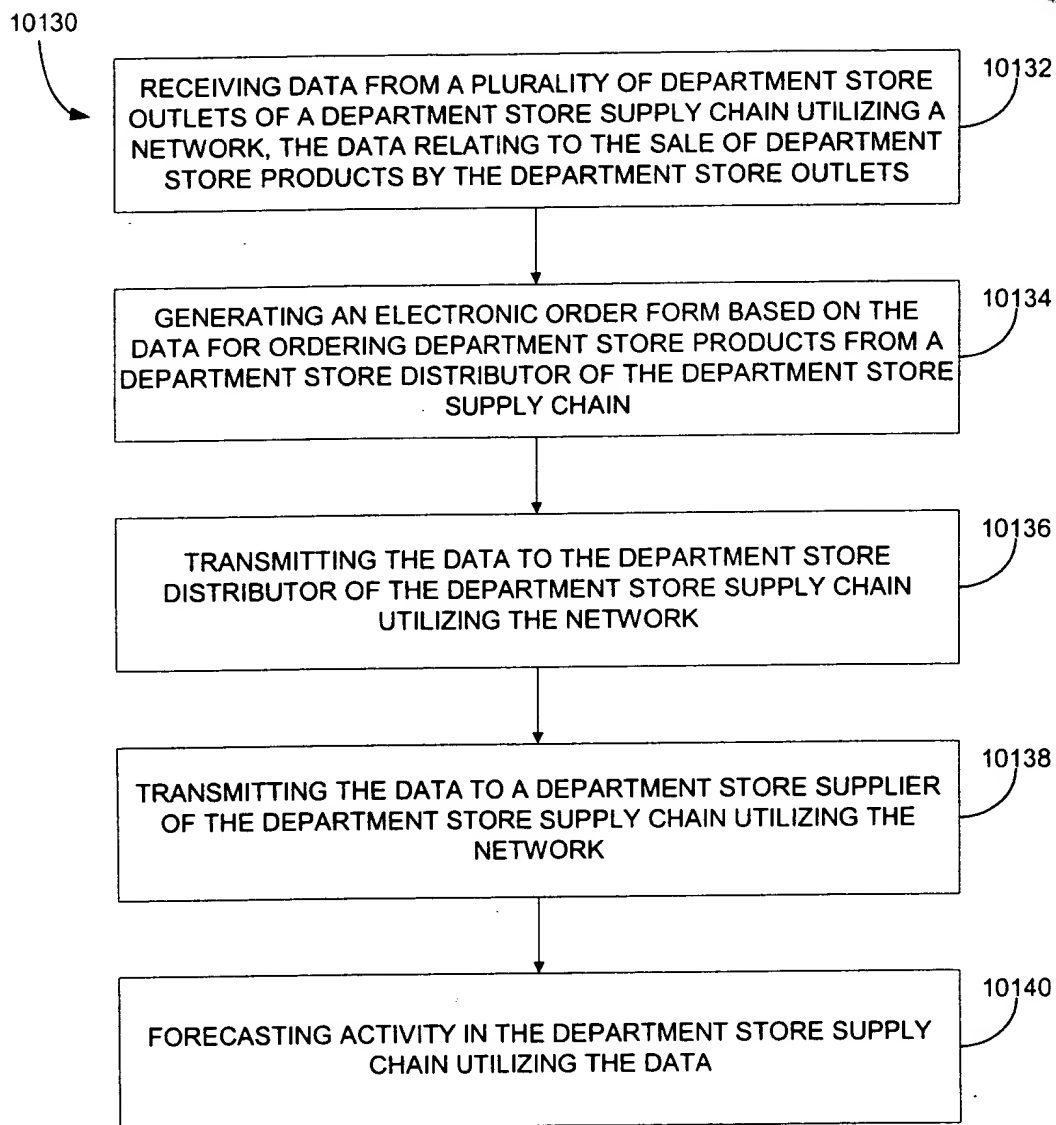 10130
RECEIVING DATA FROM A PLURALITY OF DEPARTMENT STORE
OUTLETS OF A DEPARTMENT STORE SUPPLY CHAIN UTILIZING A
NETWORK, THE DATA RELATING TO THE SALE OF DEPARTMENT
STORE PRODUCTS BY THE DEPARTMENT STORE OUTLETS
10132
GENERATING AN ELECTRONIC ORDER FORM BASED ON THE
DATA FOR ORDERING DEPARTMENT STORE PRODUCTS FROM A
DEPARTMENT STORE DISTRIBUTOR OF THE DEPARTMENT STORE
SUPPLY CHAIN
10134
TRANSMITTING THE DATA TO THE DEPARTMENT STORE
DISTRIBUTOR OF THE DEPARTMENT STORE SUPPLY CHAIN
UTILIZING THE NETWORK
10136
TRANSMITTING THE DATA TO A DEPARTMENT STORE SUPPLIER
OF THE DEPARTMENT STORE SUPPLY CHAIN UTILIZING THE
NETWORK
10138
FORECASTING ACTIVITY IN THE DEPARTMENT STORE SUPPLY
CHAIN UTILIZING THE DATA
10140